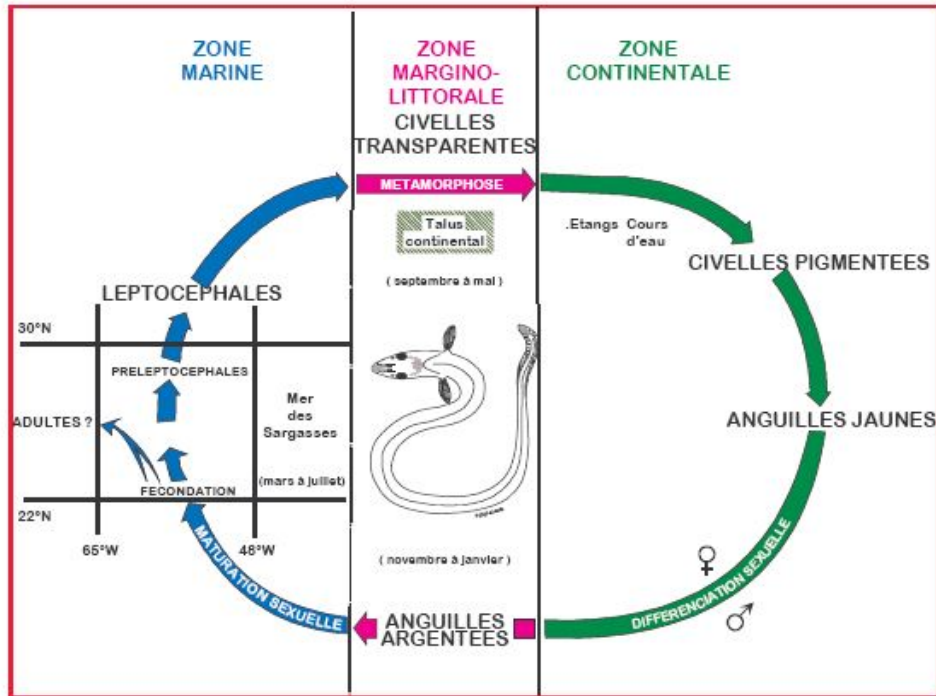 ZONE
MARINE
ZONE
MARGINO-
LITTORALE
ZONE
CONTINENTALE
CIVELLES
TRANSPARENTES
METAMORPHOSE
Talus
continental
.Etangs Cours
d'eau
( septembre à mai )
CIVELLES PIGMENTEES
LEPTOCEPHALES
30°N
PRELEPTOCEPHALES
ADULTES ?
Mer
des
Sargasses
ANGUILLES JAUNES
FECONDATION
(mars à juillet)
22°N
65°W
48°W
MATURATION SEXUELLE
( novembre à janvier )
♀
DIFFERENCIATION SEXUELLE
♂
ANGUILLES
ARGENTEES